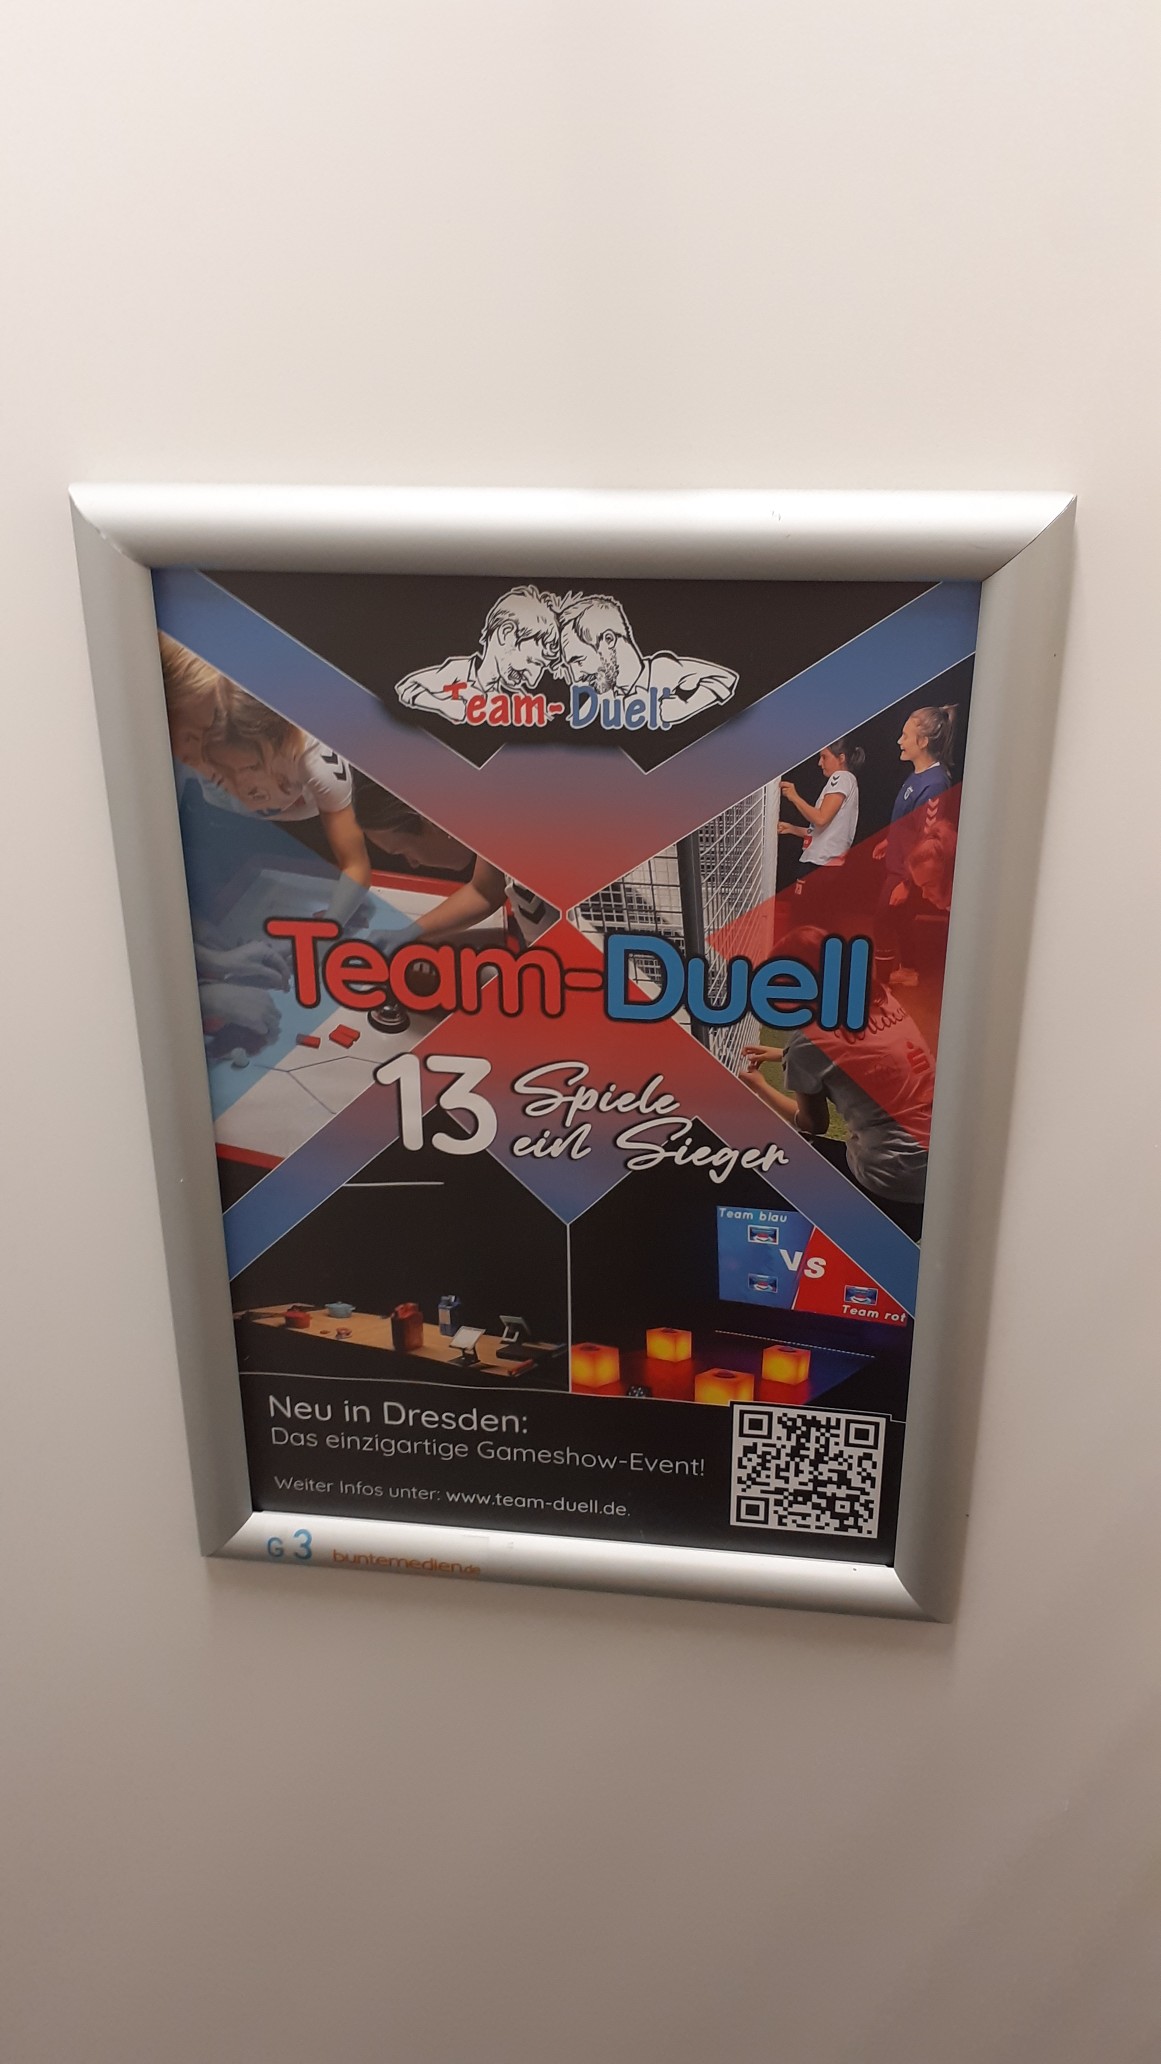 Team-Duell
Team-Duell
13 Spiele
ein Sieger
Team blau
VS
Team rot
Neu in Dresden:
Das einzigartige Gameshow-Event!
Weiter Infos unter: www.team-duell.de.
G 3 buntemedien.de